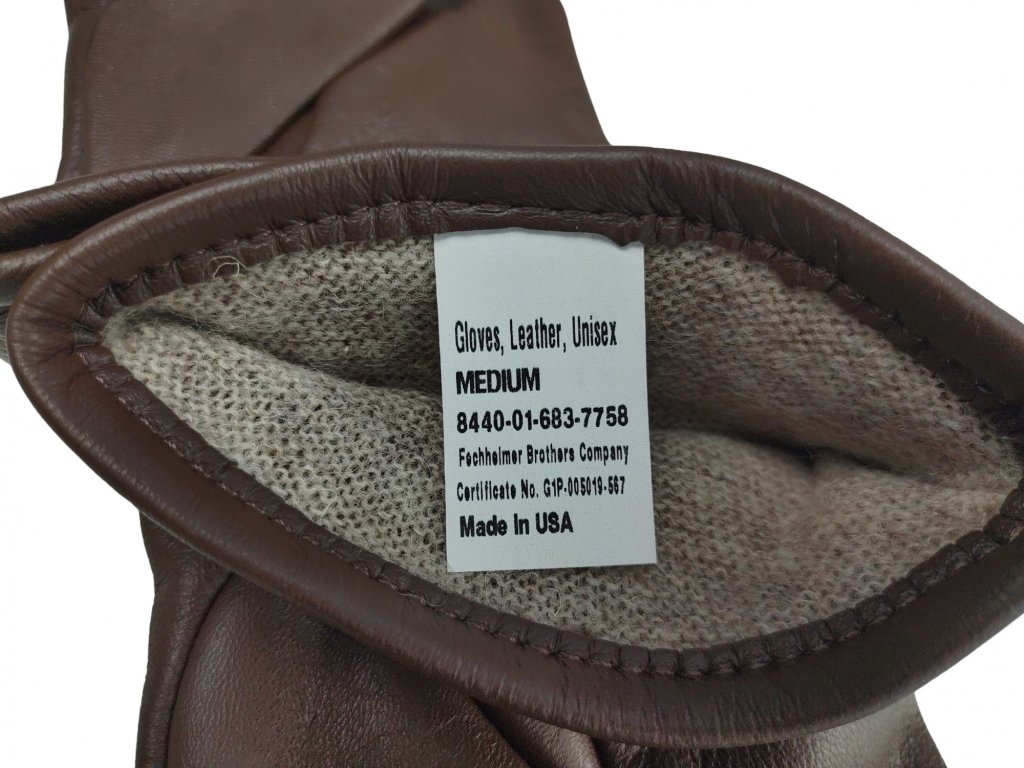 Gloves, Leather, Unisex
MEDIUM
8440-01-683-7758
Fechheimer Brothers Company
Certificate No. G1P-005019-567
Made In USA